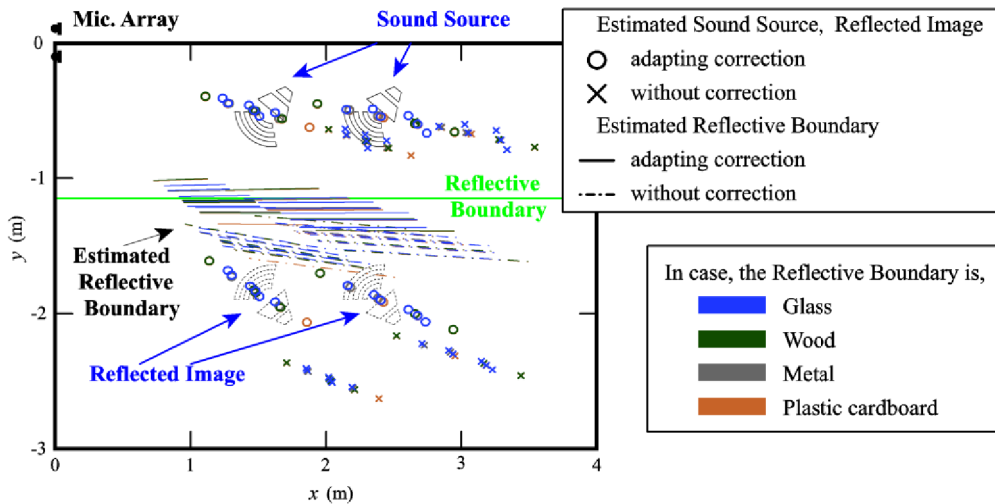 Mic. Array
Sound Source
0
-1
-2
-3
y (m)
Reflective
Boundary
Estimated
Reflective
Boundary
Reflected Image
0
1
2
3
4
x (m)
Estimated Sound Source, Reflected Image
adapting correction
without correction
Estimated Reflective Boundary
adapting correction
without correction
In case, the Reflective Boundary is,
Glass
Wood
Metal
Plastic cardboard